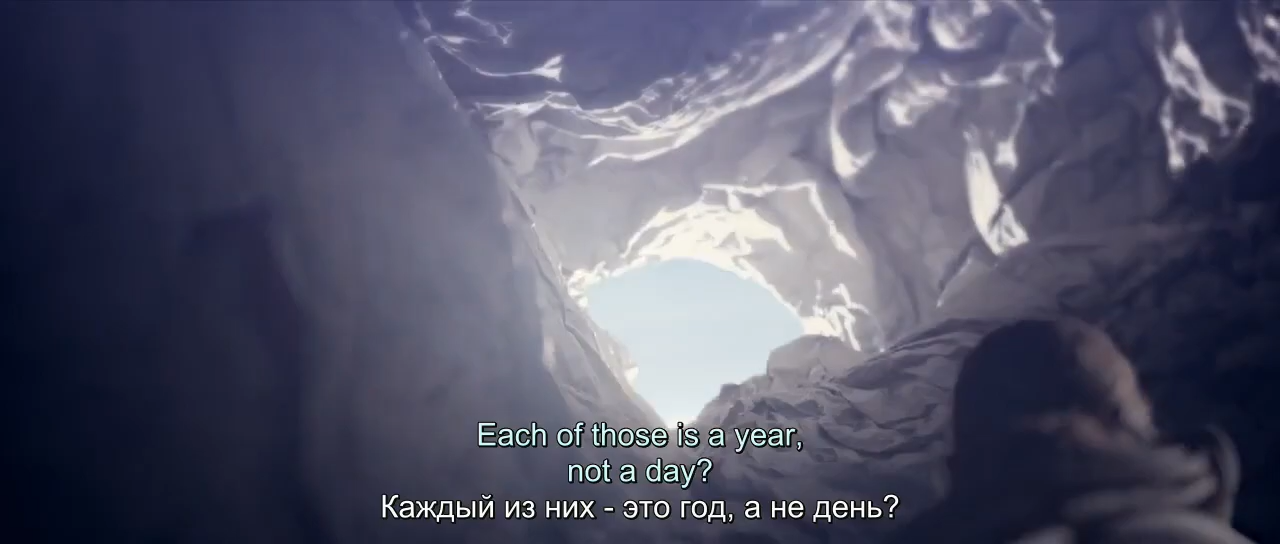 Each of those is a year,
not a day?
Каждый из них - это год, а не день?